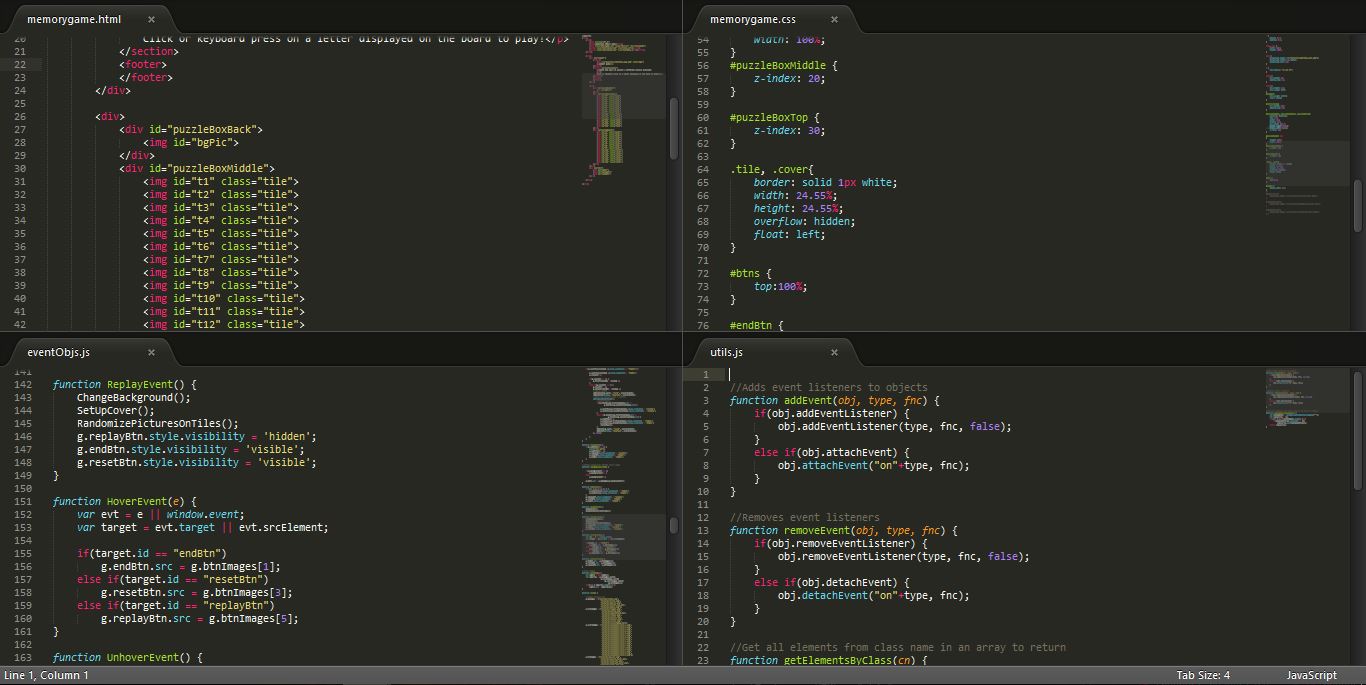 memorygame.html ×
20 Click or keyboard press on a letter displayed on the board to play!</p>
21 </section>
22 <footer>
23 </footer>
24 </div>
25
26 <div>
27 <div id="puzzleBoxBack">
28 <img id="bgPic">
29 </div>
30 <div id="puzzleBoxMiddle">
31 <img id="t1" class="tile">
32 <img id="t2" class="tile">
33 <img id="t3" class="tile">
34 <img id="t4" class="tile">
35 <img id="t5" class="tile">
36 <img id="t6" class="tile">
37 <img id="t7" class="tile">
38 <img id="t8" class="tile">
39 <img id="t9" class="tile">
40 <img id="t10" class="tile">
41 <img id="t11" class="tile">
42 <img id="t12" class="tile">
memorygame.css ×
54 width: 100%;
55 }
56 #puzzleBoxMiddle {
57 z-index: 20;
58 }
59
60 #puzzleBoxTop {
61 z-index: 30;
62 }
63
64 .tile, .cover{
65 border: solid 1px white;
66 width: 24.55%;
67 height: 24.55%;
68 overflow: hidden;
69 float: left;
70 }
71
72 #btns {
73 top:100%;
74 }
75
76 #endBtn {
eventObjs.js ×
141
142 function ReplayEvent() {
143 ChangeBackground();
144 SetUpCover();
145 RandomizePicturesOnTiles();
146 g.replayBtn.style.visibility = 'hidden';
147 g.endBtn.style.visibility = 'visible';
148 g.resetBtn.style.visibility = 'visible';
149 }
150
151 function HoverEvent(e) {
152 var evt = e || window.event;
153 var target = evt.target || evt.srcElement;
154
155 if(target.id == "endBtn")
156 g.endBtn.src = g.btnImages[1];
157 else if(target.id == "resetBtn")
158 g.resetBtn.src = g.btnImages[3];
159 else if(target.id == "replayBtn")
160 g.replayBtn.src = g.btnImages[5];
161 }
162
163 function UnhoverEvent() {
utils.js ×
1
2 //Adds event listeners to objects
3 function addEvent(obj, type, fnc) {
4 if(obj.addEventListener) {
5 obj.addEventListener(type, fnc, false);
6 }
7 else if(obj.attachEvent) {
8 obj.attachEvent("on"+type, fnc);
9 }
10 }
11
12 //Removes event listeners
13 function removeEvent(obj, type, fnc) {
14 if(obj.removeEventListener) {
15 obj.removeEventListener(type, fnc, false);
16 }
17 else if(obj.detachEvent) {
18 obj.detachEvent("on"+type, fnc);
19 }
20 }
21
22 //Get all elements from class name in an array to return
23 function getElementsByClass(cn) {
Line 1, Column 1
Tab Size: 4
JavaScript